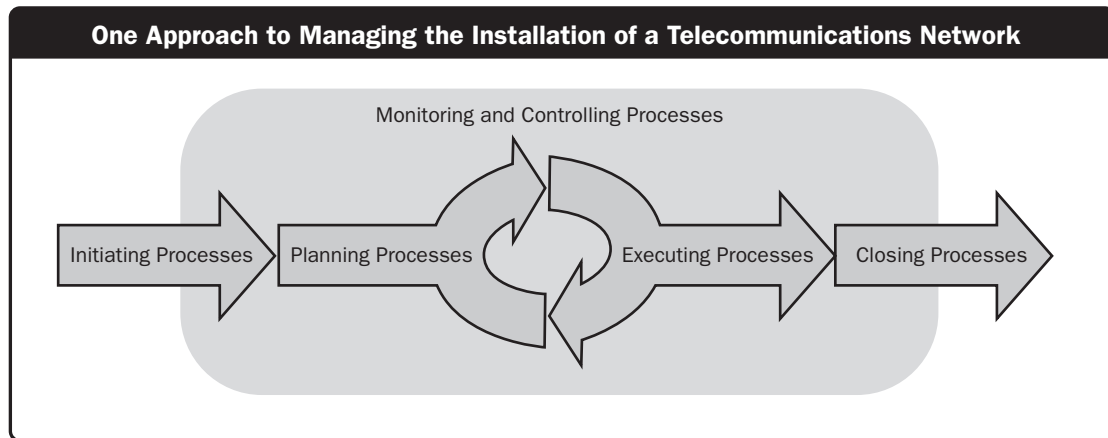 One Approach to Managing the Installation of a Telecommunications Network
Monitoring and Controlling Processes
Initiating Processes
Planning Processes
Executing Processes
Closing Processes